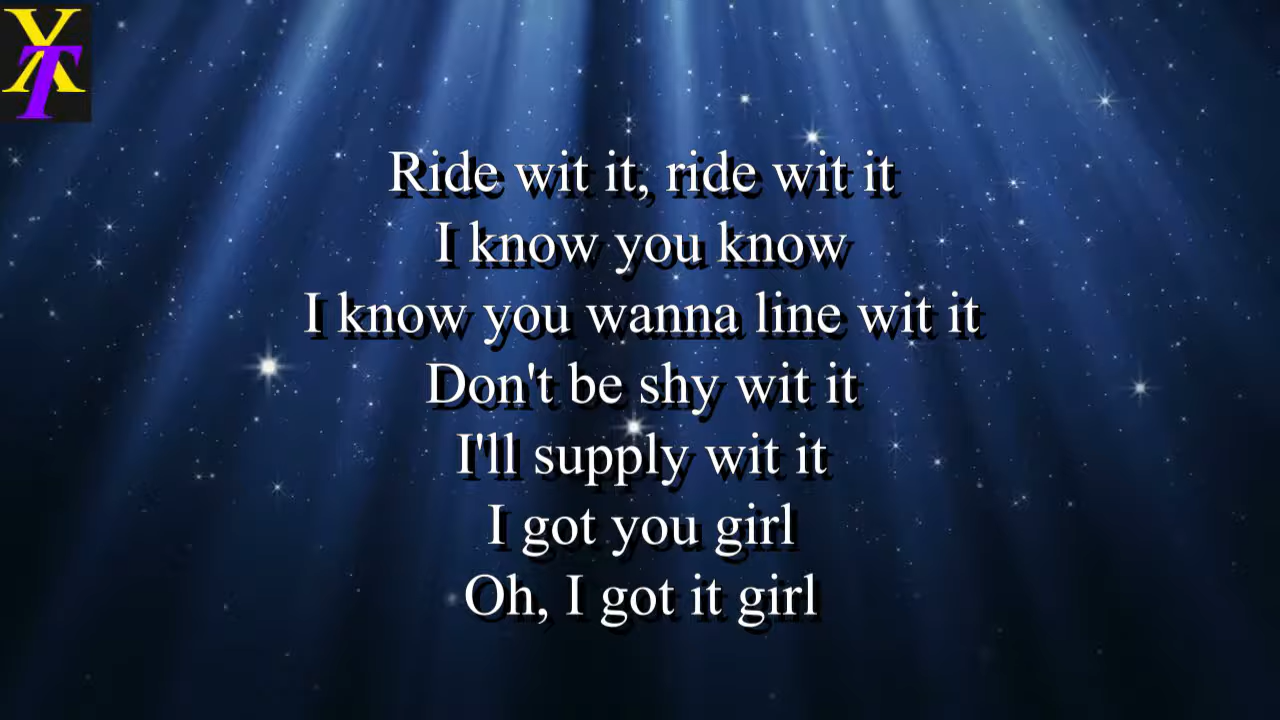 XT
Ride wit it, ride wit it
I know you know
I know you wanna line wit it
Don't be shy wit it
I'll supply wit it
I got you girl
Oh, I got it girl